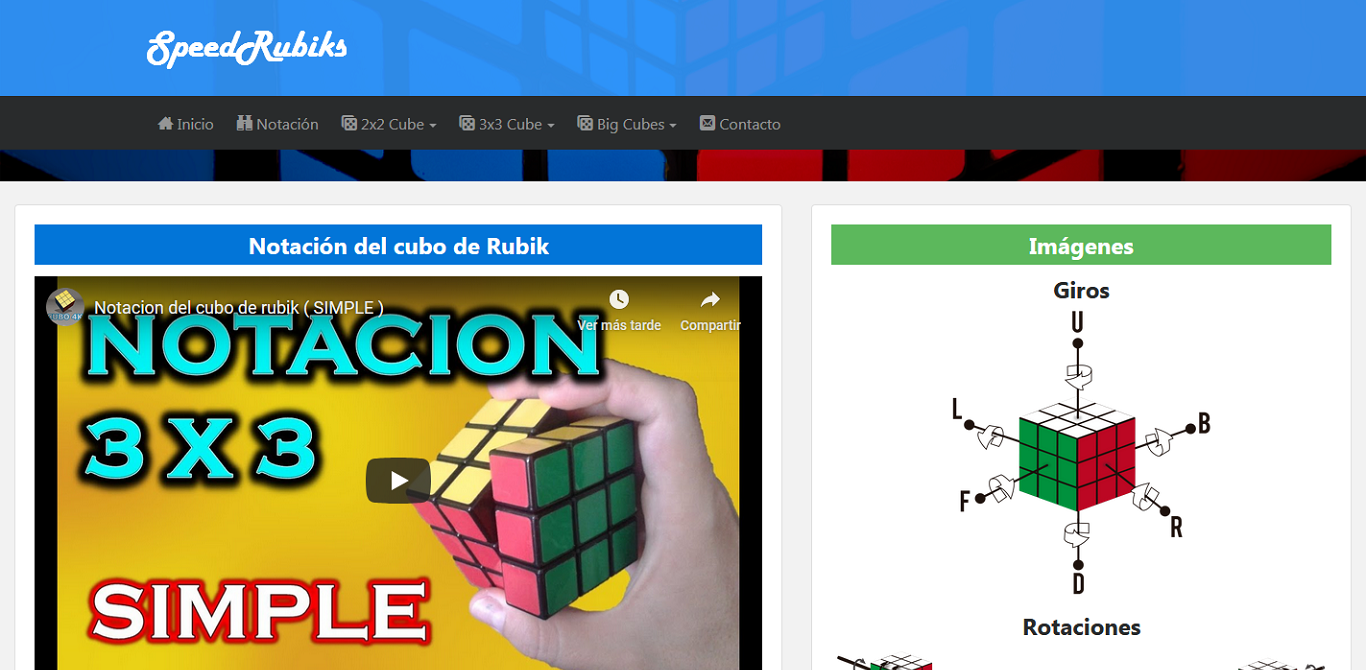 SpeedRubiks
Inicio
Notación
2x2 Cube
3x3 Cube
Big Cubes
Contacto
Notación del cubo de Rubik
Notacion del cubo de rubik ( SIMPLE )
Ver más tarde
Compartir
NOTACION
3 X 3
SIMPLE
Imágenes
Giros
U
L
B
F
R
D
Rotaciones